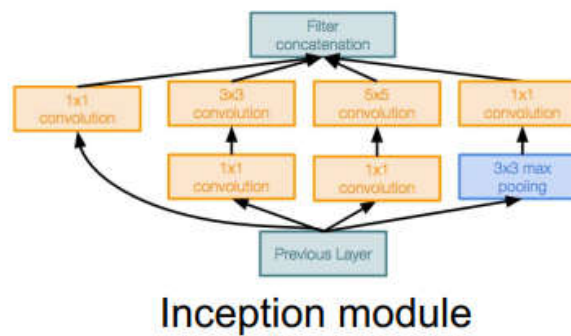 Filter
concatenation
1x1
convolution
3x3
convolution
5x5
convolution
1x1
convolution
1x1
convolution
1x1
convolution
3x3 max
pooling
Previous Layer
Inception module